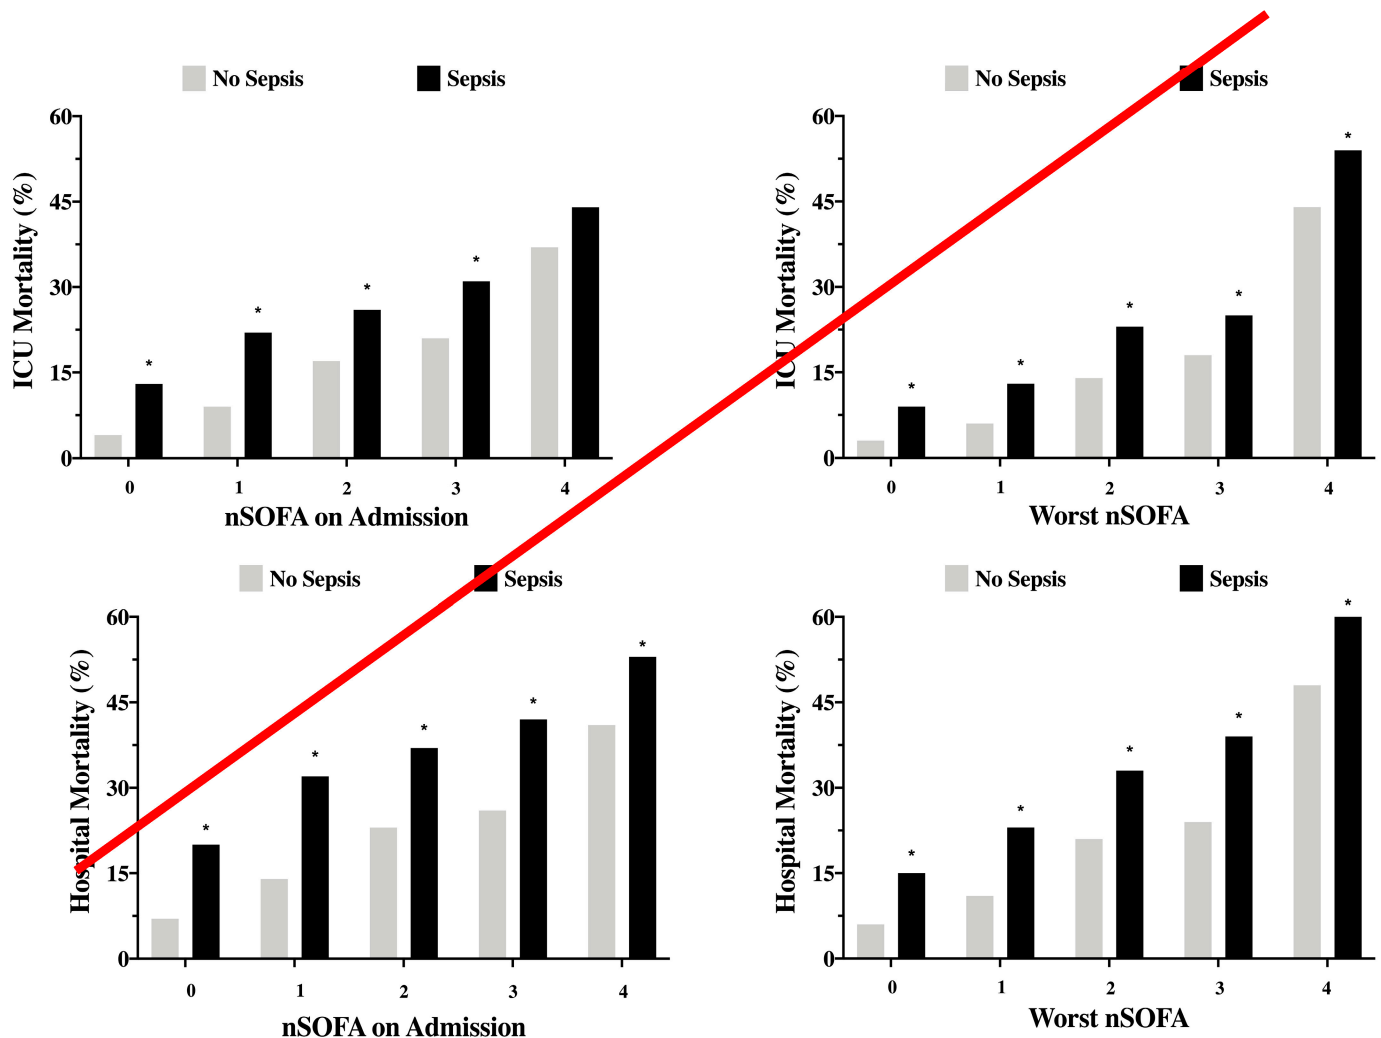 No Sepsis Sepsis
60
45
30
15
0
ICU Mortality (%)
* * * *
0 1 2 3 4
nSOFA on Admission
No Sepsis Sepsis
60
45
30
15
0
ICU Mortality (%)
* * * * *
0 1 2 3 4
Worst nSOFA
No Sepsis Sepsis
60
45
30
15
0
Hospital Mortality (%)
* * * * *
0 1 2 3 4
nSOFA on Admission
No Sepsis Sepsis
60
45
30
15
0
Hospital Mortality (%)
* * * * *
0 1 2 3 4
Worst nSOFA